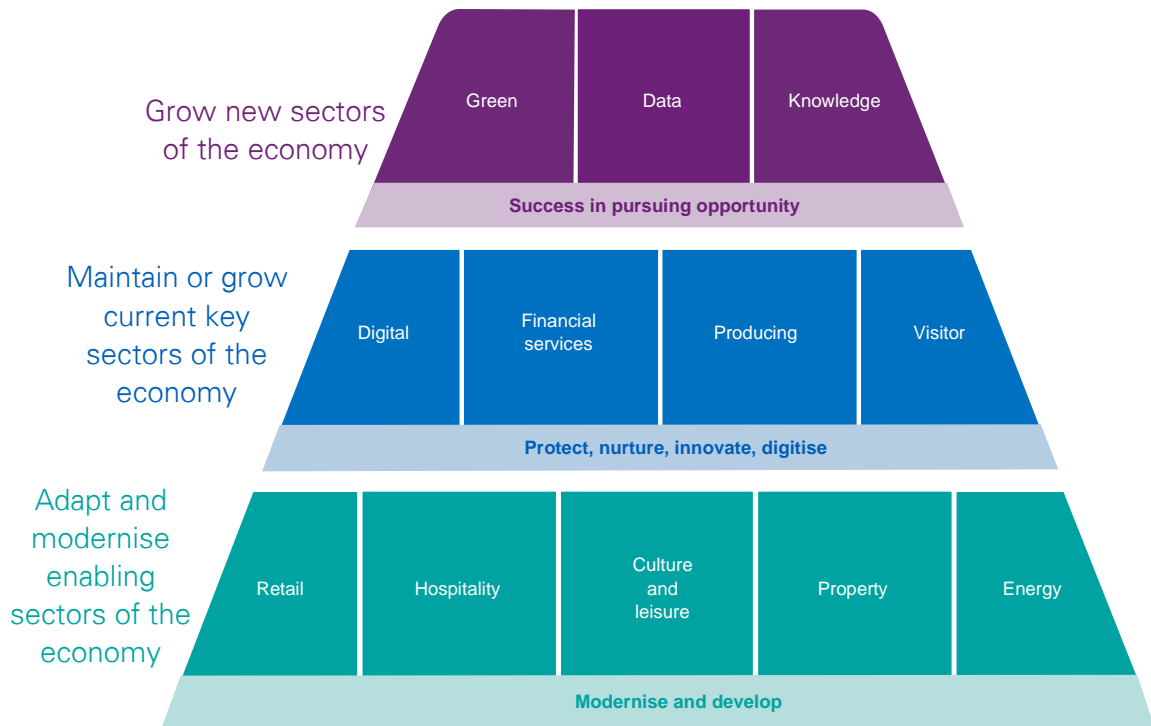 Grow new sectors
of the economy
Green
Data
Knowledge
Success in pursuing opportunity
Maintain or grow
current key
sectors of the
economy
Digital
Financial
services
Producing
Visitor
Protect, nurture, innovate, digitise
Adapt and
modernise
enabling
sectors of the
economy
Retail
Hospitality
Culture
and
leisure
Property
Energy
Modernise and develop